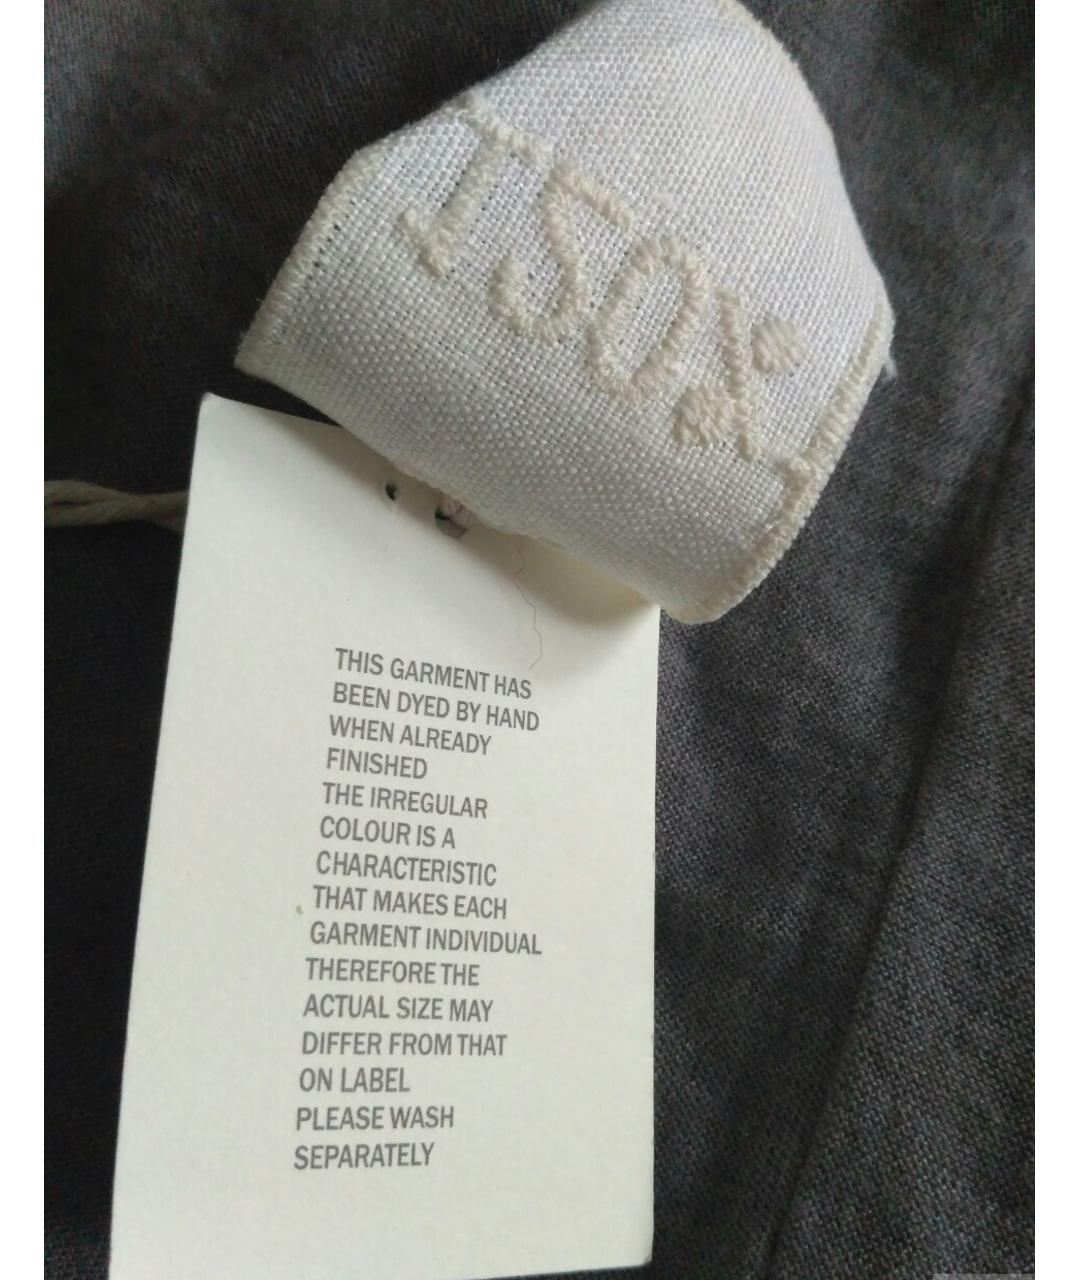 120%
THIS GARMENT HAS
BEEN DYED BY HAND
WHEN ALREADY
FINISHED
THE IRREGULAR
COLOUR IS A
CHARACTERISTIC
THAT MAKES EACH
GARMENT INDIVIDUAL
THEREFORE THE
ACTUAL SIZE MAY
DIFFER FROM THAT
ON LABEL
PLEASE WASH
SEPARATELY